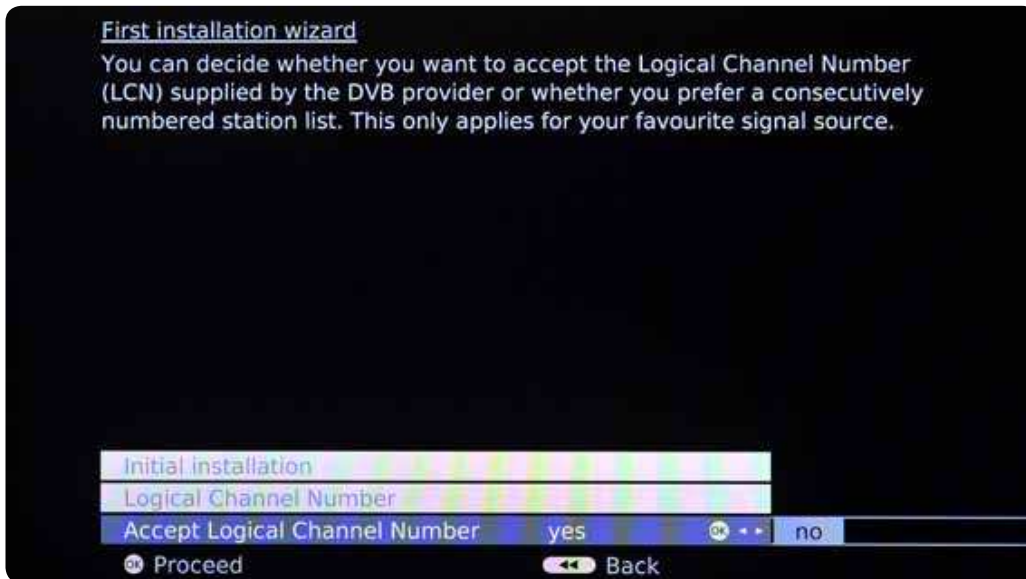 First installation wizard
You can decide whether you want to accept the Logical Channel Number
(LCN) supplied by the DVB provider or whether you prefer a consecutively
numbered station list. This only applies for your favourite signal source.
Initial installation
Logical Channel Number
Accept Logical Channel Number yes OK no
OK Proceed Back